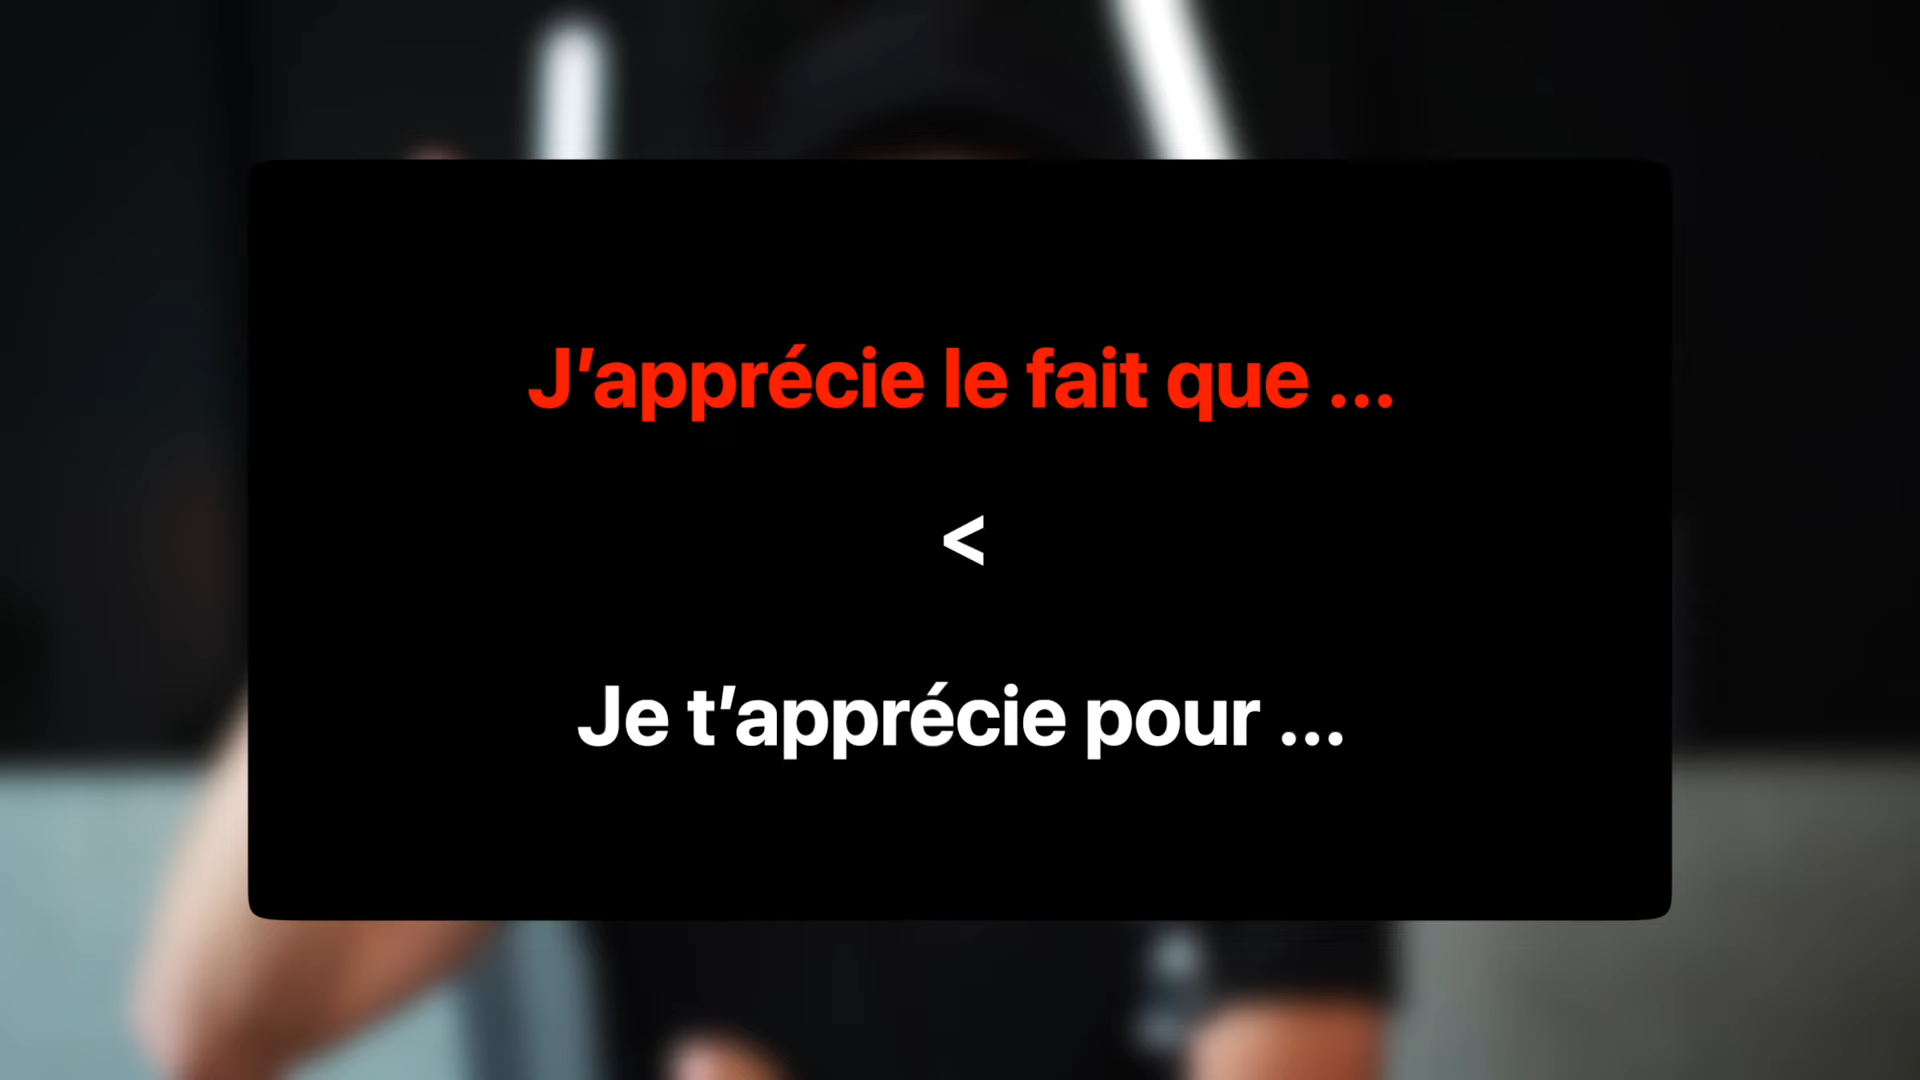 J’apprécie le fait que ...
<
Je t’apprécie pour ...